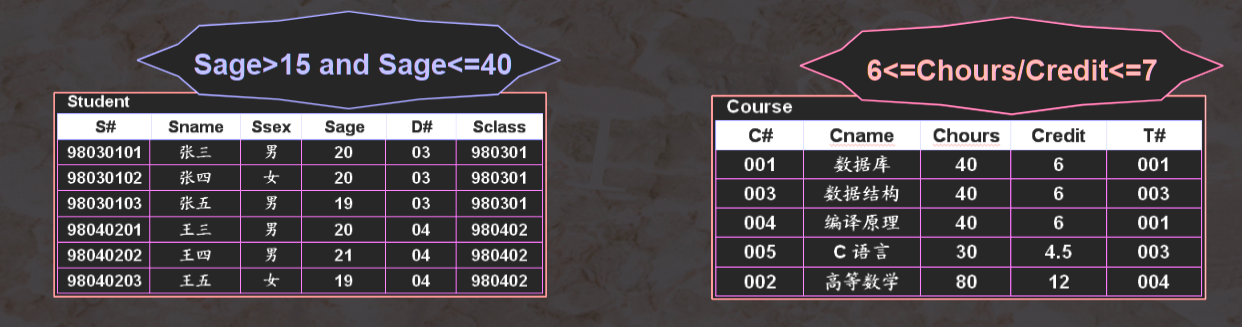 Sage>15 and Sage<=40
Student
S# Sname Ssex Sage D# Sclass
98030101 张三 男 20 03 980301
98030102 张四 女 20 03 980301
98030103 张五 男 19 03 980301
98040201 王三 男 20 04 980402
98040202 王四 男 21 04 980402
98040203 王五 女 19 04 980402
6<=Chours/Credit<=7
Course
C# Cname Chours Credit T#
001 数据库 40 6 001
003 数据结构 40 6 003
004 编译原理 40 6 001
005 C 语言 30 4.5 003
002 高等数学 80 12 004